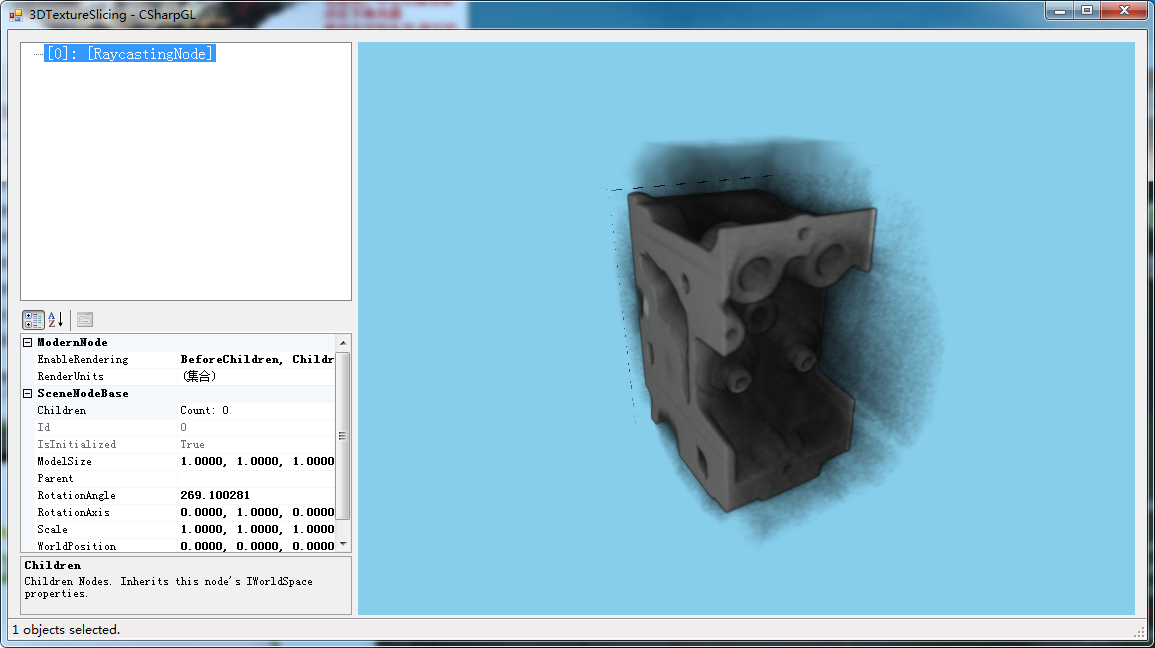 3DTextureSlicing - CSharpGL
[0]: [RaycastingNode]
ModernNode
EnableRendering BeforeChildren, Childr
RenderUnits (集合)
SceneNodeBase
Children Count: 0
Id 0
IsInitialized True
ModelSize 1.0000, 1.0000, 1.0000
Parent
RotationAngle 269.100281
RotationAxis 0.0000, 1.0000, 0.0000
Scale 1.0000, 1.0000, 1.0000
WorldPosition 0.0000, 0.0000, 0.0000
Children
Children Nodes. Inherits this node's IWorldSpace
properties.
1 objects selected.